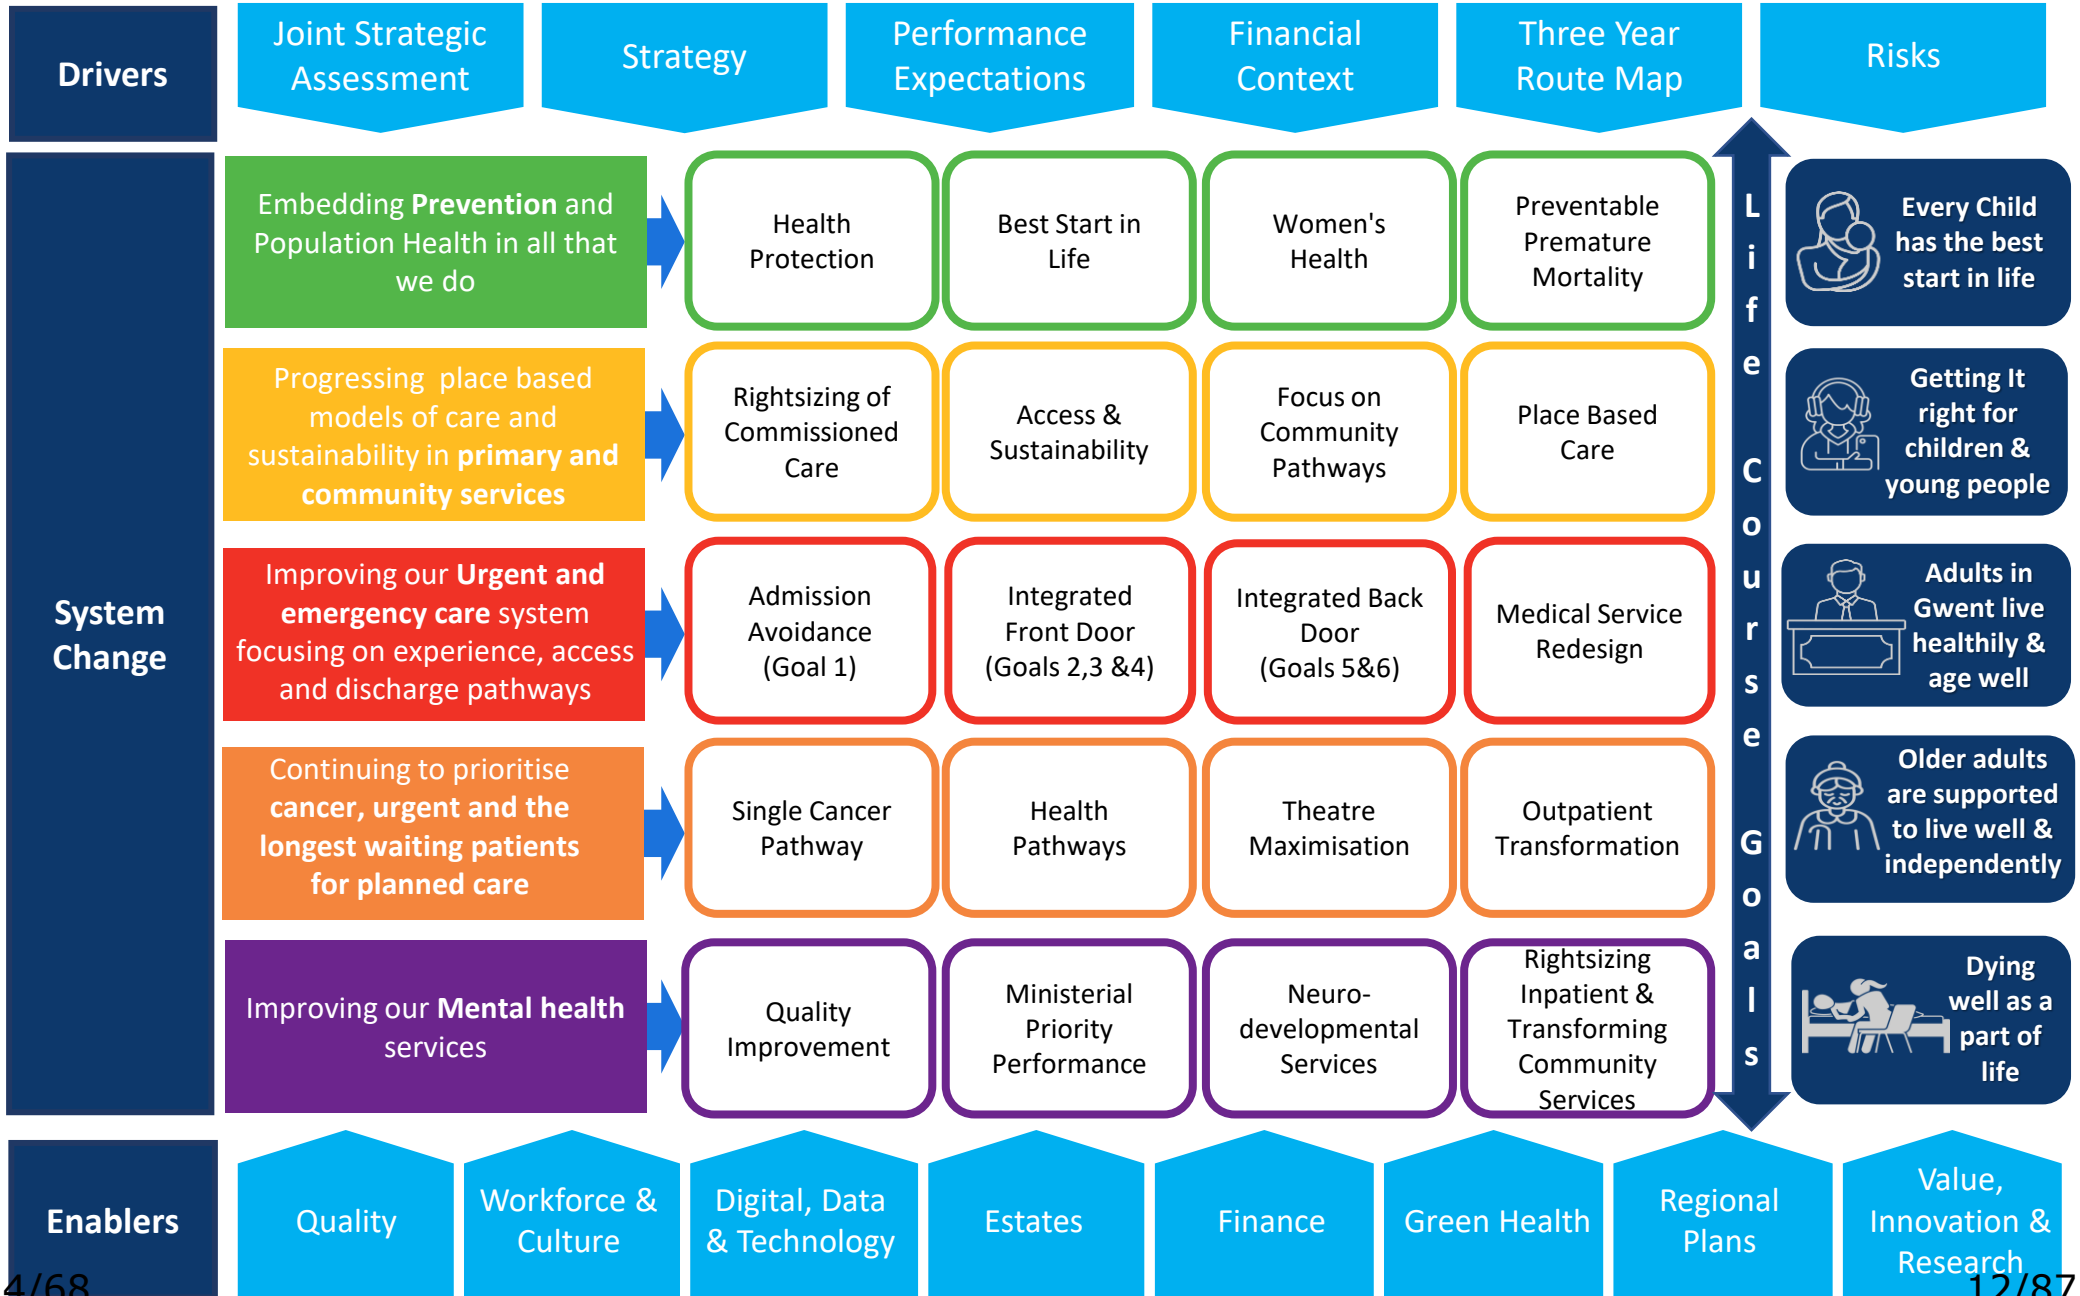 Drivers
Joint Strategic
Assessment
Strategy
Performance
Expectations
Financial
Context
Three Year
Route Map
Risks
System
Change
Embedding Prevention and
Population Health in all that
we do
Health
Protection
Best Start in
Life
Women's
Health
Preventable
Premature
Mortality
Progressing place based
models of care and
sustainability in primary and
community services
Rightsizing of
Commissioned
Care
Access &
Sustainability
Focus on
Community
Pathways
Place Based
Care
Improving our Urgent and
emergency care system
focusing on experience, access
and discharge pathways
Admission
Avoidance
(Goal 1)
Integrated
Front Door
(Goals 2,3 &4)
Integrated Back
Door
(Goals 5&6)
Medical Service
Redesign
Continuing to prioritise
cancer, urgent and the
longest waiting patients
for planned care
Single Cancer
Pathway
Health
Pathways
Theatre
Maximisation
Outpatient
Transformation
Improving our Mental health
services
Quality
Improvement
Ministerial
Priority
Performance
Neuro-
developmental
Services
Rightsizing
Inpatient &
Transforming
Community
Services
Life Course Goals
Every Child
has the best
start in life
Getting It
right for
children &
young people
Adults in
Gwent live
healthily &
age well
Older adults
are supported
to live well &
independently
Dying
well as a
part of
life
Enablers
Quality
Workforce &
Culture
Digital, Data
& Technology
Estates
Finance
Green Health
Regional
Plans
Value,
Innovation &
Research
4/68
12/87